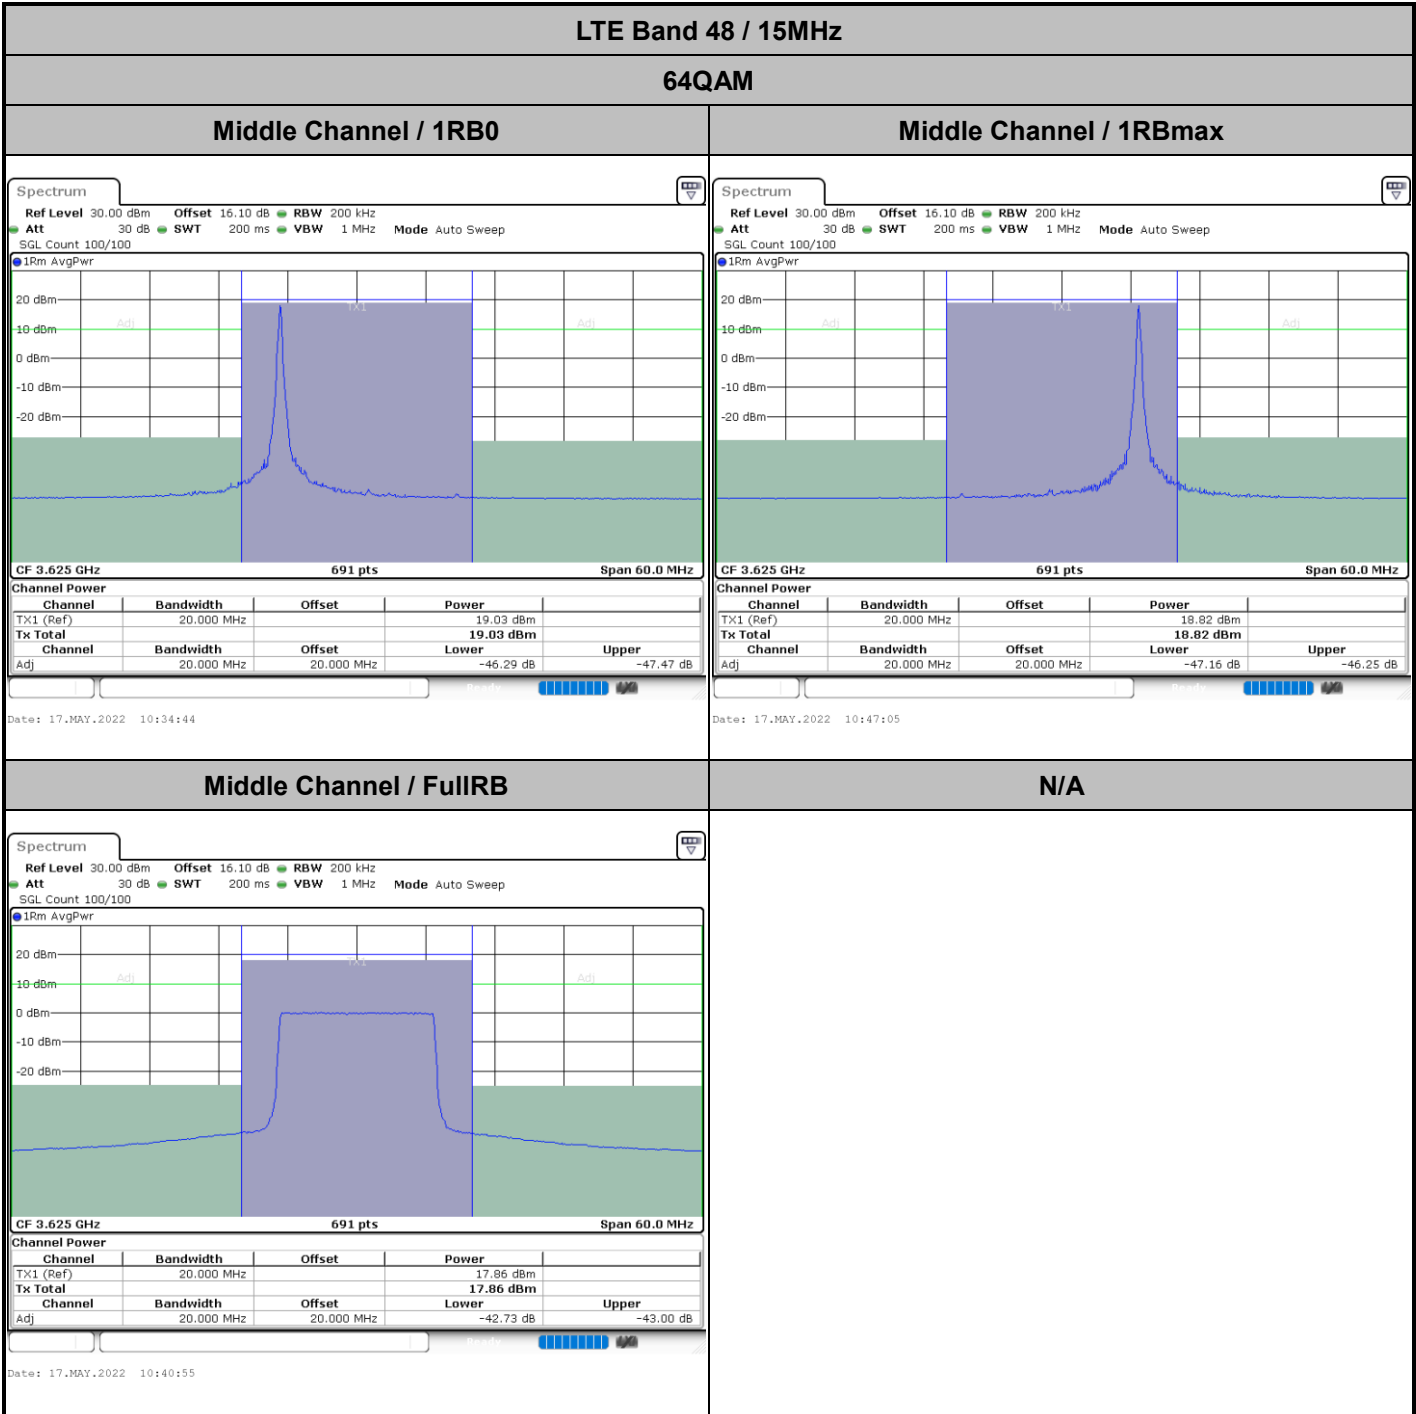 LTE Band 48 / 15MHz
64QAM
Middle Channel / 1RB0
Middle Channel / 1RBmax
Spectrum
Ref Level 30.00 dBm Offset 16.10 dB RBW 200 kHz
Att 30 dB SWT 200 ms VBW 1 MHz Mode Auto Sweep
SGL Count 100/100
1Rm AvgPwr
20 dBm
TX1
10 dBm
Adj
Adj
0 dBm
-10 dBm
-20 dBm
CF 3.625 GHz 691 pts Span 60.0 MHz
Channel Power
Channel Bandwidth Offset Power
TX1 (Ref) 20.000 MHz 19.03 dBm
Tx Total 19.03 dBm
Channel Bandwidth Offset Lower Upper
Adj 20.000 MHz 20.000 MHz -46.29 dB -47.47 dB
Ready
Date: 17.MAY.2022 10:34:44
Spectrum
Ref Level 30.00 dBm Offset 16.10 dB RBW 200 kHz
Att 30 dB SWT 200 ms VBW 1 MHz Mode Auto Sweep
SGL Count 100/100
1Rm AvgPwr
20 dBm
TX1
10 dBm
Adj
Adj
0 dBm
-10 dBm
-20 dBm
CF 3.625 GHz 691 pts Span 60.0 MHz
Channel Power
Channel Bandwidth Offset Power
TX1 (Ref) 20.000 MHz 18.82 dBm
Tx Total 18.82 dBm
Channel Bandwidth Offset Lower Upper
Adj 20.000 MHz 20.000 MHz -47.16 dB -46.25 dB
Ready
Date: 17.MAY.2022 10:47:05
Middle Channel / FullRB
N/A
Spectrum
Ref Level 30.00 dBm Offset 16.10 dB RBW 200 kHz
Att 30 dB SWT 200 ms VBW 1 MHz Mode Auto Sweep
SGL Count 100/100
1Rm AvgPwr
20 dBm
TX1
10 dBm
Adj
Adj
0 dBm
-10 dBm
-20 dBm
CF 3.625 GHz 691 pts Span 60.0 MHz
Channel Power
Channel Bandwidth Offset Power
TX1 (Ref) 20.000 MHz 17.86 dBm
Tx Total 17.86 dBm
Channel Bandwidth Offset Lower Upper
Adj 20.000 MHz 20.000 MHz -42.73 dB -43.00 dB
Ready
Date: 17.MAY.2022 10:40:55